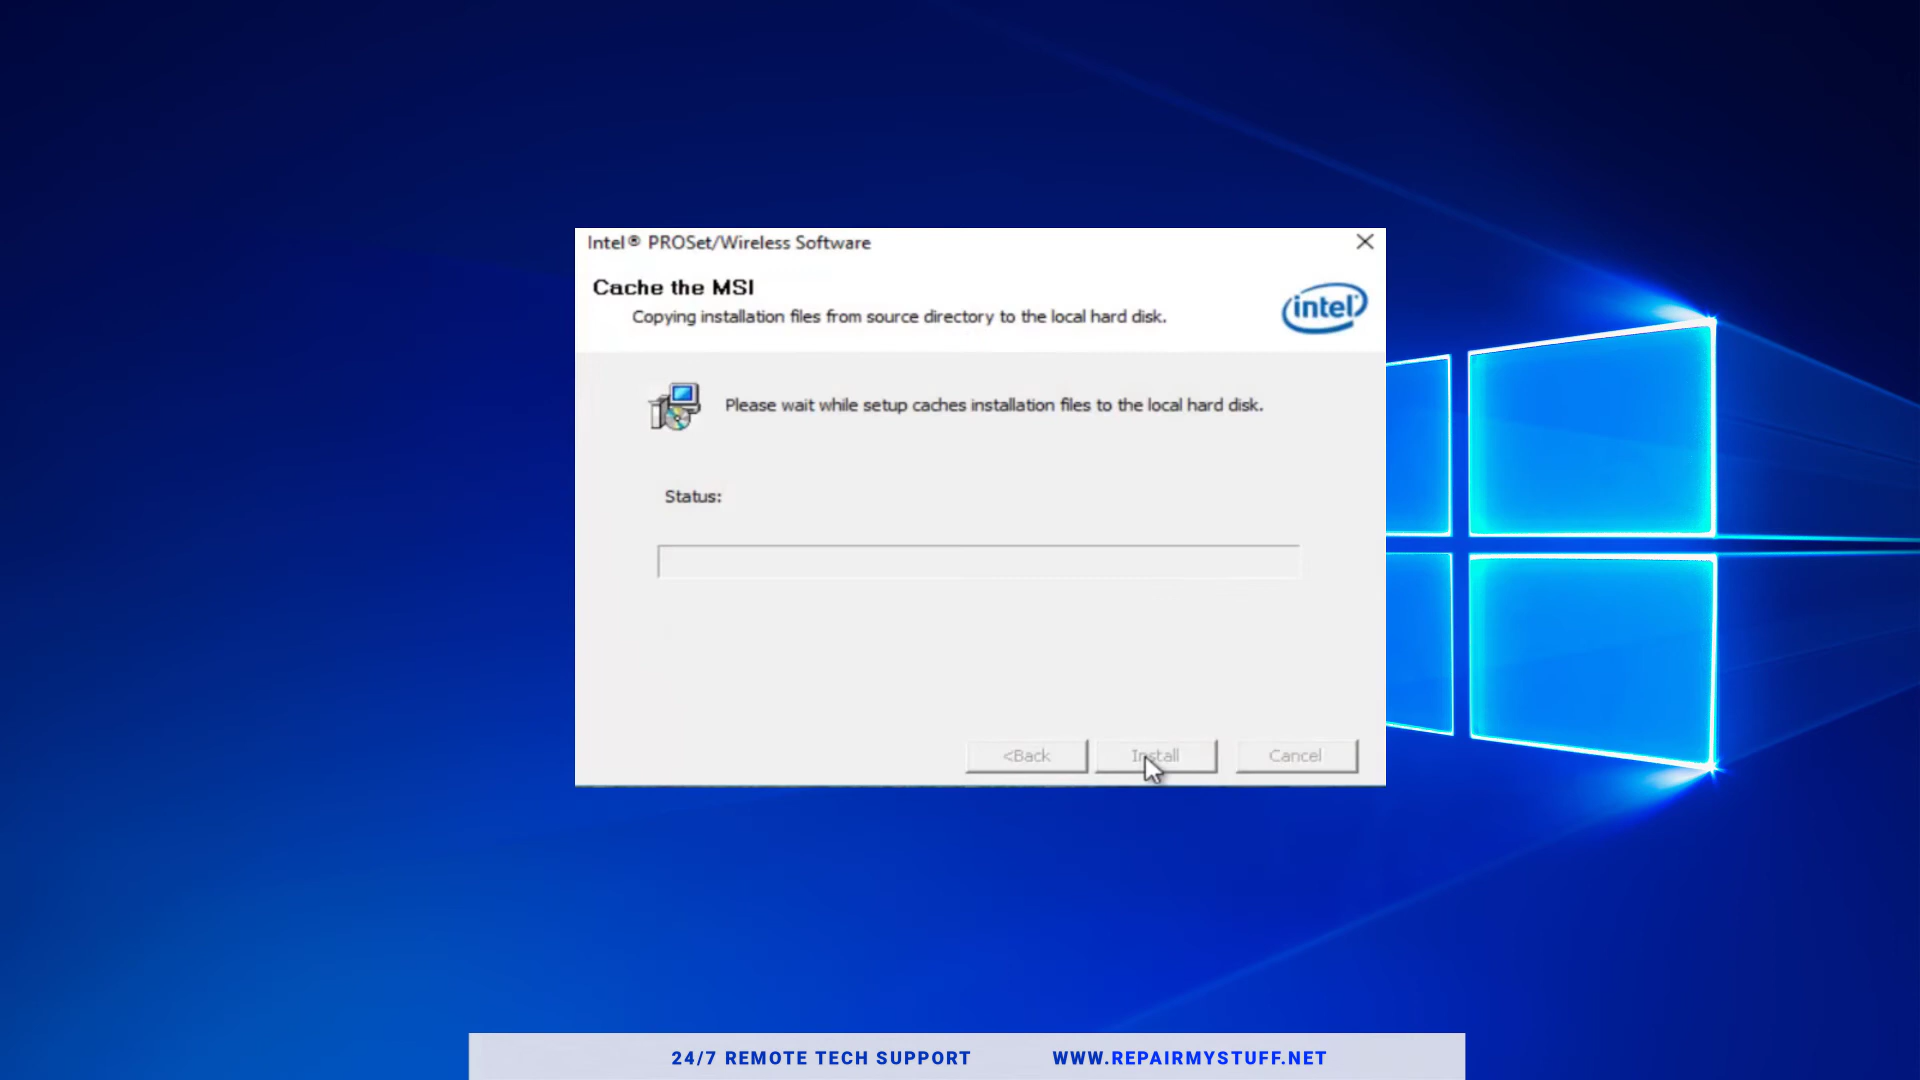 Intel® PROSet/Wireless Software
Cache the MSI
Copying installation files from source directory to the local hard disk.
intel
Please wait while setup caches installation files to the local hard disk.
Status:
<Back
Install
Cancel
24/7 REMOTE TECH SUPPORT
WWW.REPAIRMYSTUFF.NET